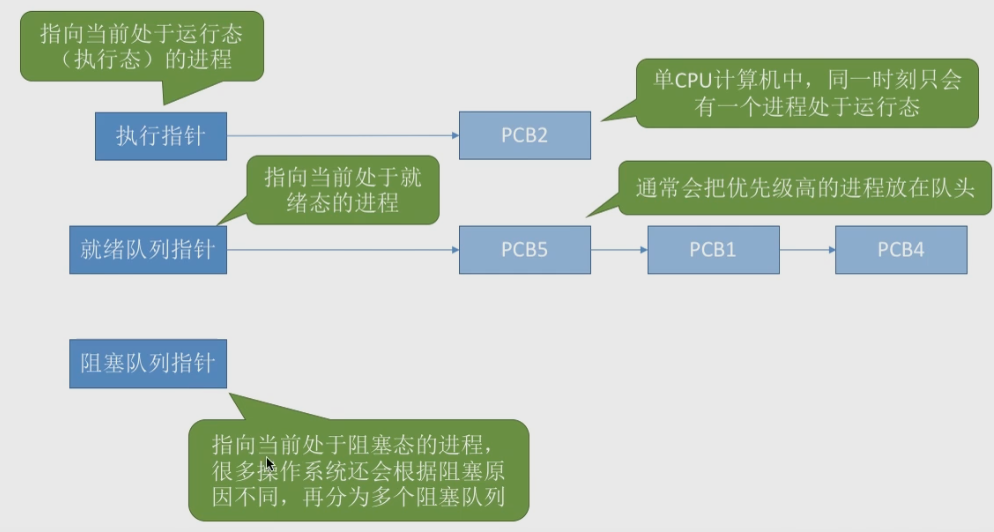 指向当前处于运行态
（执行态）的进程
单CPU计算机中，同一时刻只会
有一个进程处于运行态
执行指针
PCB2
指向当前处于就
绪态的进程
通常会把优先级高的进程放在队头
就绪队列指针
PCB5
PCB1
PCB4
阻塞队列指针
指向当前处于阻塞态的进程，
很多操作系统还会根据阻塞原
因不同，再分为多个阻塞队列